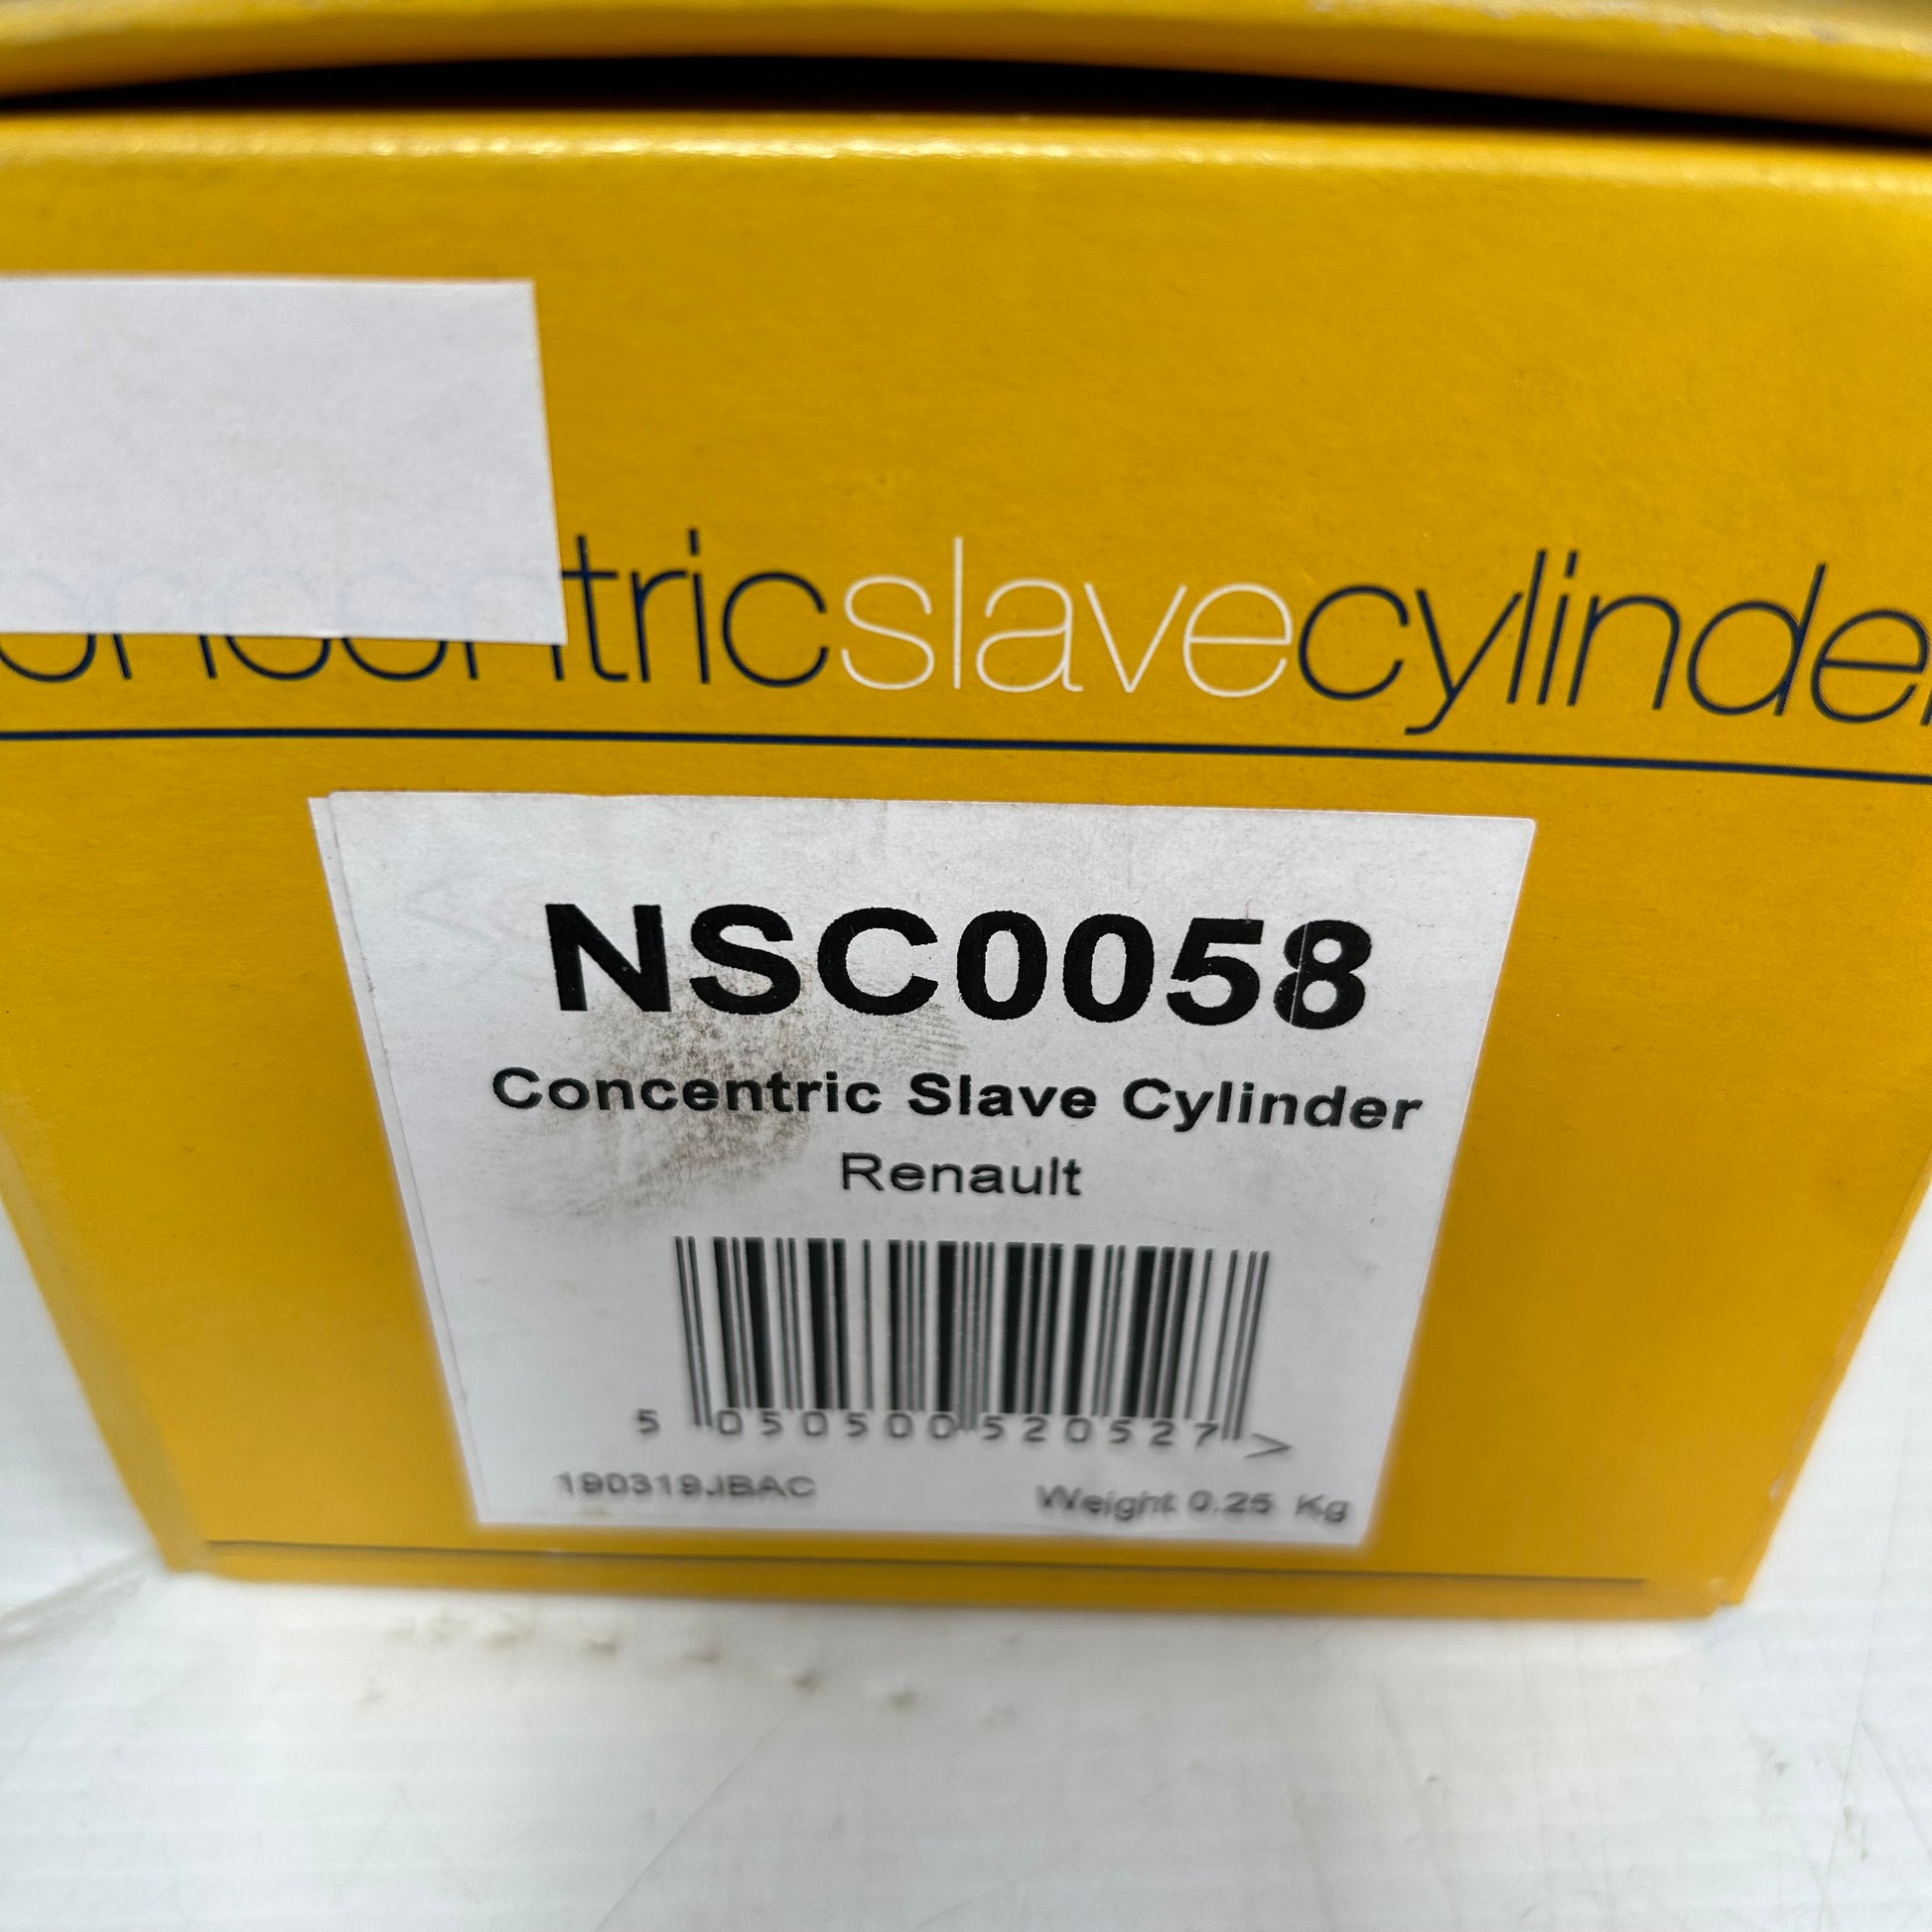 concentricslavecylinder
NSC0058
Concentric Slave Cylinder
Renault
5 050500 520527 >
190319JBAC
Weight 0.25 Kg